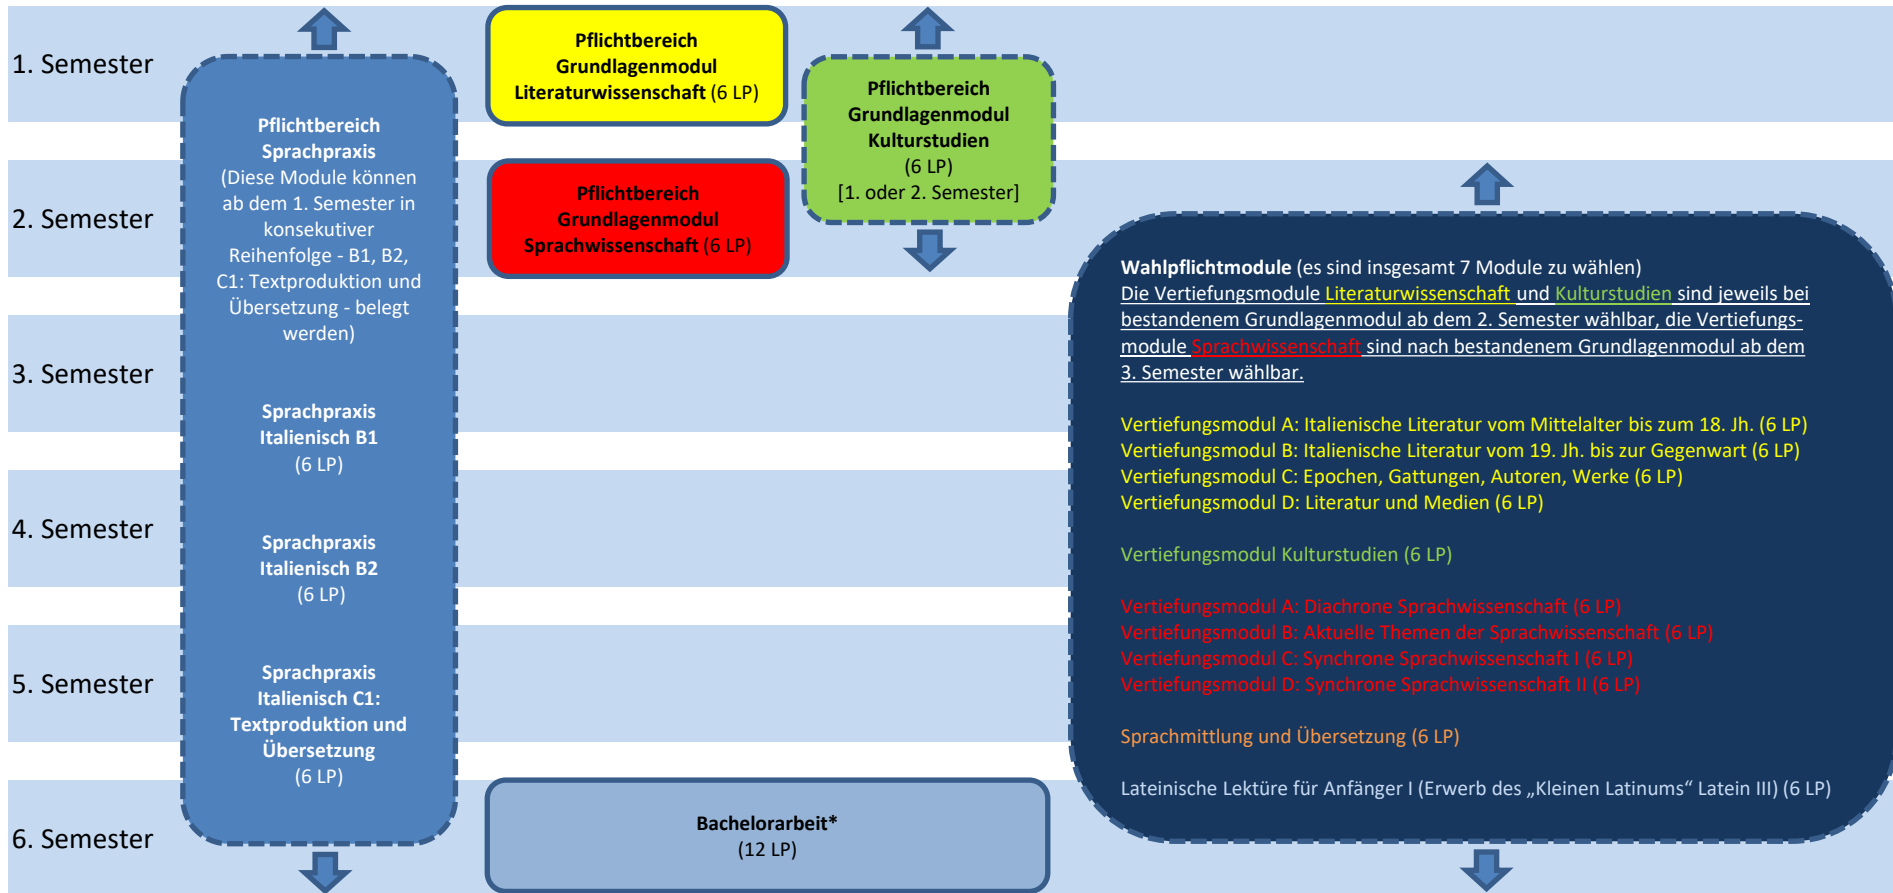 1. Semester
2. Semester
3. Semester
4. Semester
5. Semester
6. Semester
Pflichtbereich
Sprachpraxis
(Diese Module können
ab dem 1. Semester in
konsekutiver
Reihenfolge - B1, B2,
C1: Textproduktion und
Übersetzung - belegt
werden)
Sprachpraxis
Italienisch B1
(6 LP)
Sprachpraxis
Italienisch B2
(6 LP)
Sprachpraxis
Italienisch C1:
Textproduktion und
Übersetzung
(6 LP)
Pflichtbereich
Grundlagenmodul
Literaturwissenschaft (6 LP)
Pflichtbereich
Grundlagenmodul
Sprachwissenschaft (6 LP)
Pflichtbereich
Grundlagenmodul
Kulturstudien
(6 LP)
[1. oder 2. Semester]
Wahlpflichtmodule (es sind insgesamt 7 Module zu wählen)
Die Vertiefungsmodule Literaturwissenschaft und Kulturstudien sind jeweils bei
bestandenem Grundlagenmodul ab dem 2. Semester wählbar, die Vertiefungs-
module Sprachwissenschaft sind nach bestandenem Grundlagenmodul ab dem
3. Semester wählbar.
Vertiefungsmodul A: Italienische Literatur vom Mittelalter bis zum 18. Jh. (6 LP)
Vertiefungsmodul B: Italienische Literatur vom 19. Jh. bis zur Gegenwart (6 LP)
Vertiefungsmodul C: Epochen, Gattungen, Autoren, Werke (6 LP)
Vertiefungsmodul D: Literatur und Medien (6 LP)
Vertiefungsmodul Kulturstudien (6 LP)
Vertiefungsmodul A: Diachrone Sprachwissenschaft (6 LP)
Vertiefungsmodul B: Aktuelle Themen der Sprachwissenschaft (6 LP)
Vertiefungsmodul C: Synchrone Sprachwissenschaft I (6 LP)
Vertiefungsmodul D: Synchrone Sprachwissenschaft II (6 LP)
Sprachmittlung und Übersetzung (6 LP)
Lateinische Lektüre für Anfänger I (Erwerb des „Kleinen Latinums“ Latein III) (6 LP)
Bachelorarbeit*
(12 LP)